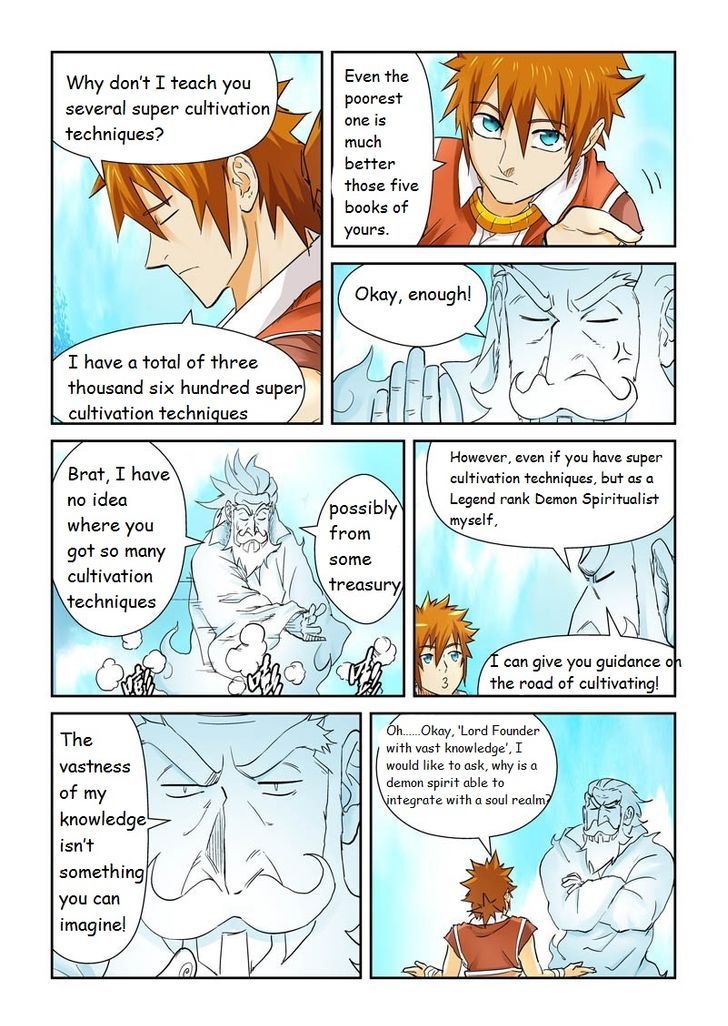 Why don't I teach you
several super cultivation
techniques?
I have a total of three
thousand six hundred super
cultivation techniques
Even the
poorest
one is
much
better
those five
books of
yours.
Okay, enough!
Brat, I have
no idea
where you
got so many
cultivation
techniques
possibly
from
some
treasury
However, even if you have super
cultivation techniques, but as a
Legend rank Demon Spiritualist
myself,
I can give you guidance on
the road of cultivating!
The
vastness
of my
knowledge
isn't
something
you can
imagine!
Oh......Okay, 'Lord Founder
with vast knowledge', I
would like to ask, why is a
demon spirit able to
integrate with a soul realm?